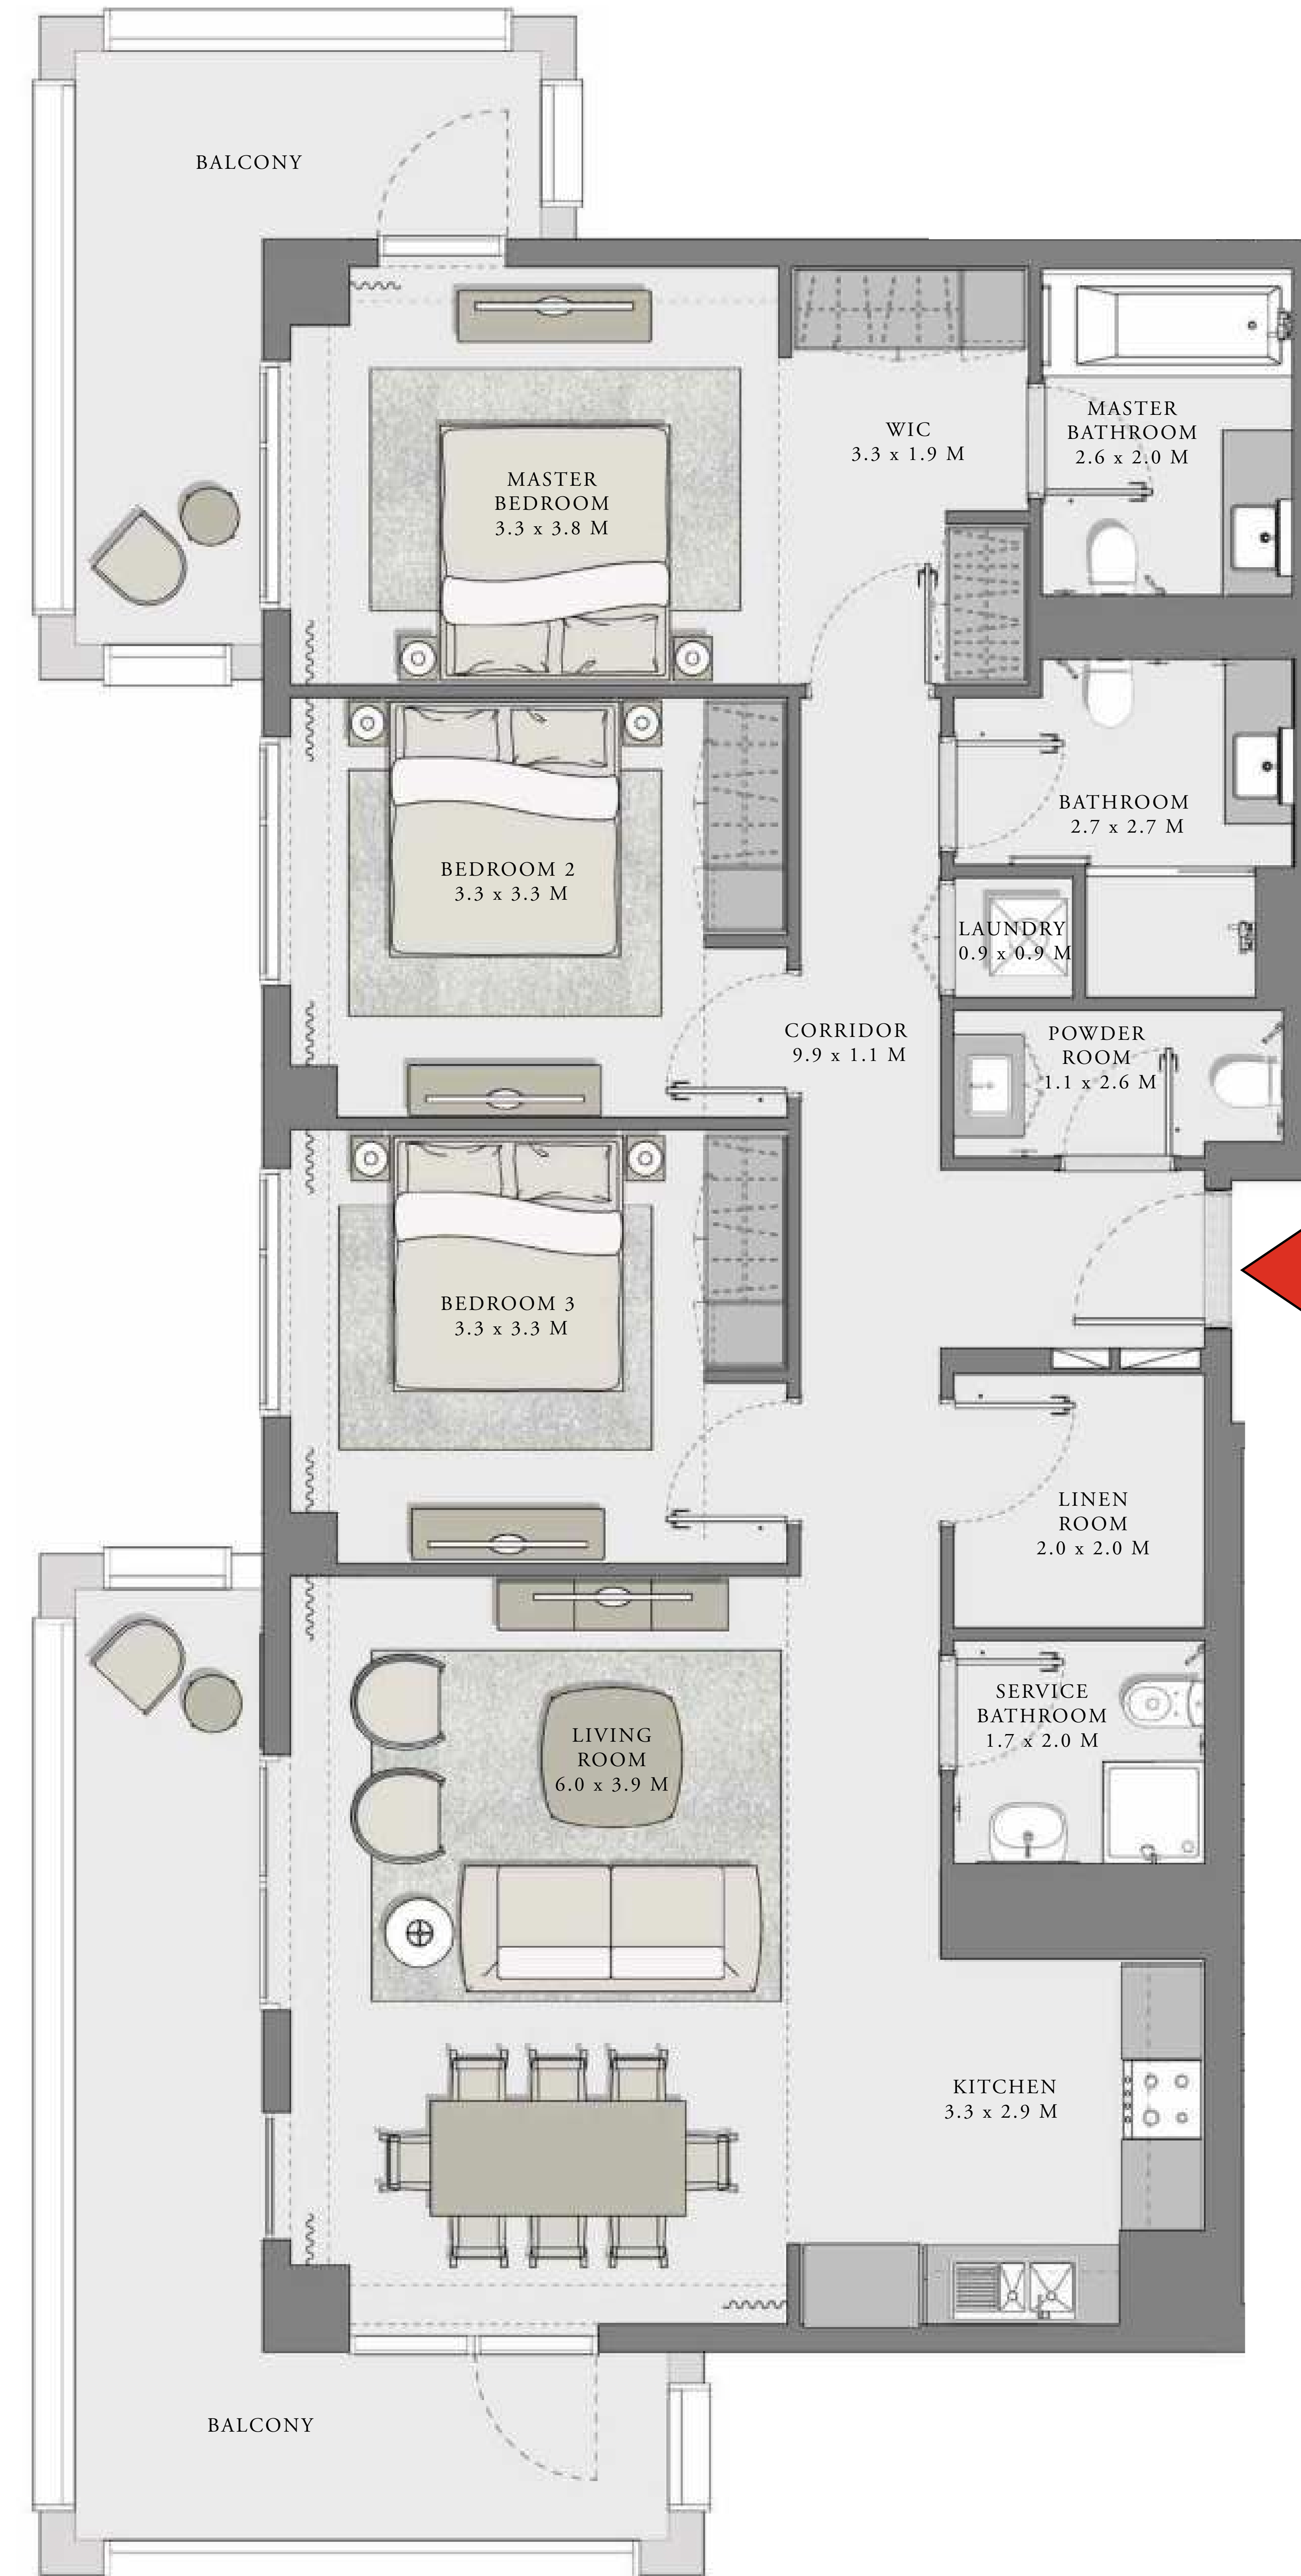 BALCONY
MASTER
BEDROOM
3.3 x 3.8 M
WIC
3.3 x 1.9 M
MASTER
BATHROOM
2.6 x 2.0 M
BATHROOM
2.7 x 2.7 M
BEDROOM 2
3.3 x 3.3 M
LAUNDRY
0.9 x 0.9 M
CORRIDOR
9.9 x 1.1 M
POWDER
ROOM
1.1 x 2.6 M
BEDROOM 3
3.3 x 3.3 M
LINEN
ROOM
2.0 x 2.0 M
SERVICE
BATHROOM
1.7 x 2.0 M
LIVING
ROOM
6.0 x 3.9 M
KITCHEN
3.3 x 2.9 M
BALCONY